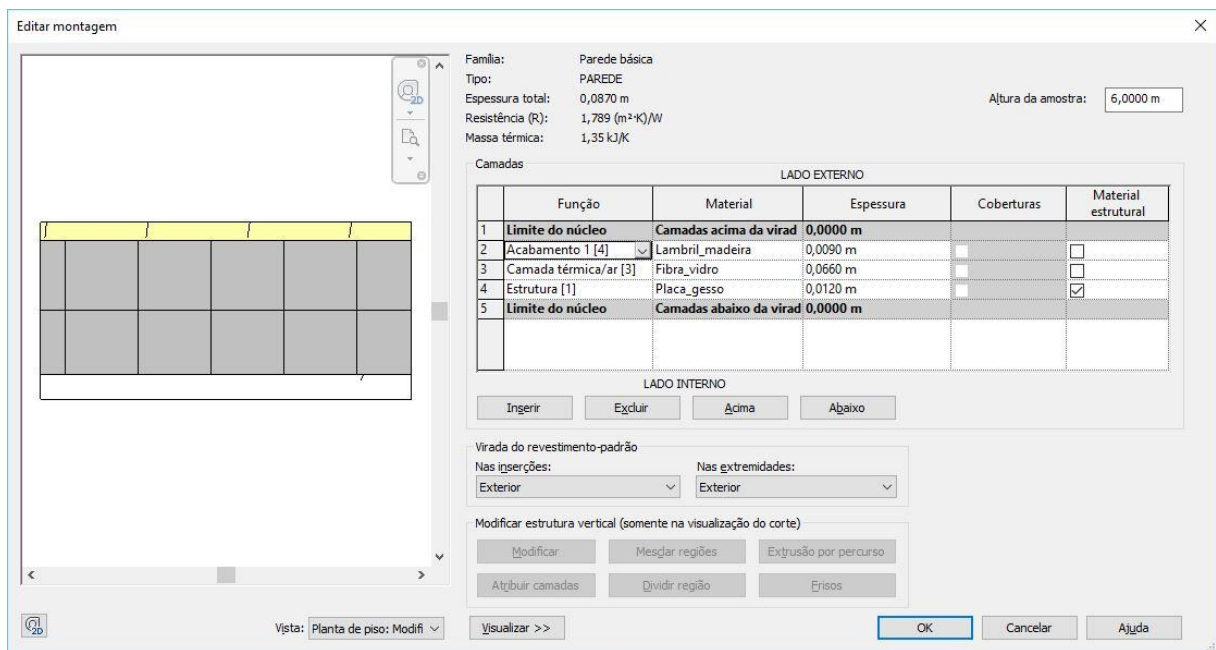 Editar montagem
Família: Parede básica
Tipo: PAREDE
Espessura total: 0,0870 m
Resistência (R): 1,789 (m²·K)/W
Massa térmica: 1,35 kJ/K
Altura da amostra: 6,0000 m
Camadas
LADO EXTERNO
Função Material Espessura Coberturas Material estrutural
1 Limite do núcleo Camadas acima da virad 0,0000 m
2 Acabamento 1 [4] Lambril_madeira 0,0090 m
3 Camada térmica/ar [3] Fibra_vidro 0,0660 m
4 Estrutura [1] Placa_gesso 0,0120 m
5 Limite do núcleo Camadas abaixo da virad 0,0000 m
LADO INTERNO
Inserir Excluir Acima Abaixo
Virada do revestimento-padrão
Nas inserções: Nas extremidades:
Exterior Exterior
Modificar estrutura vertical (somente na visualização do corte)
Modificar Mesclar regiões Extrusão por percurso
Atribuir camadas Dividir região Frisos
2D
2D Vista: Planta de piso: Modifi Visualizar >> OK Cancelar Ajuda